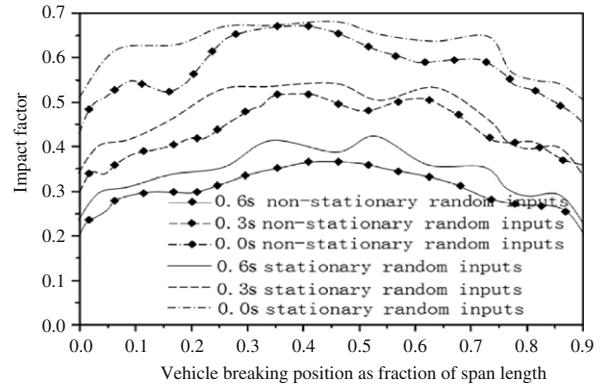 0.7
0.6
0.5
0.4
0.3
0.2
0.1
0.0
Impact factor
0.6s non-stationary random inputs
0.3s non-stationary random inputs
0.0s non-stationary random inputs
0.6s stationary random inputs
0.3s stationary random inputs
0.0s stationary random inputs
0.0 0.1 0.2 0.3 0.4 0.5 0.6 0.7 0.8 0.9
Vehicle breaking position as fraction of span length